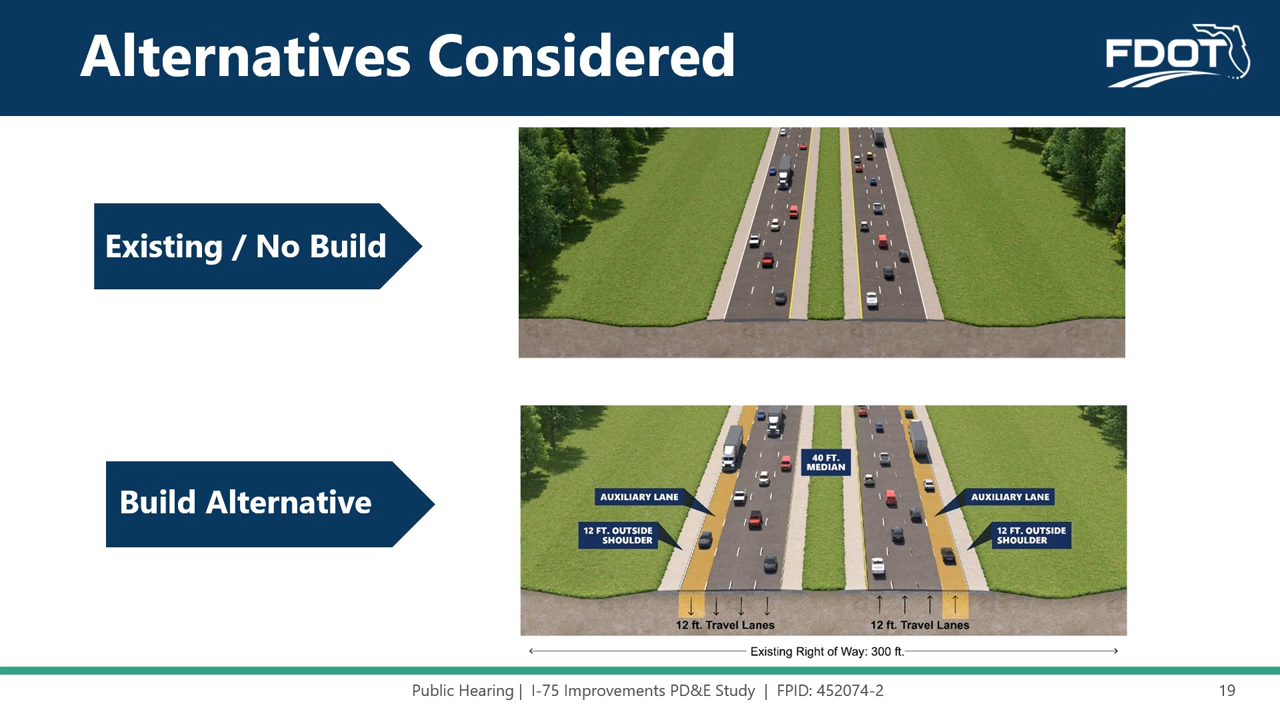 Alternatives Considered
FDOT
Existing / No Build
Build Alternative
40 FT.
MEDIAN
AUXILIARY LANE
AUXILIARY LANE
12 FT. OUTSIDE
SHOULDER
12 FT. OUTSIDE
SHOULDER
12 ft. Travel Lanes
12 ft. Travel Lanes
Existing Right of Way: 300 ft.
Public Hearing | I-75 Improvements PD&E Study | FPID: 452074-2
19